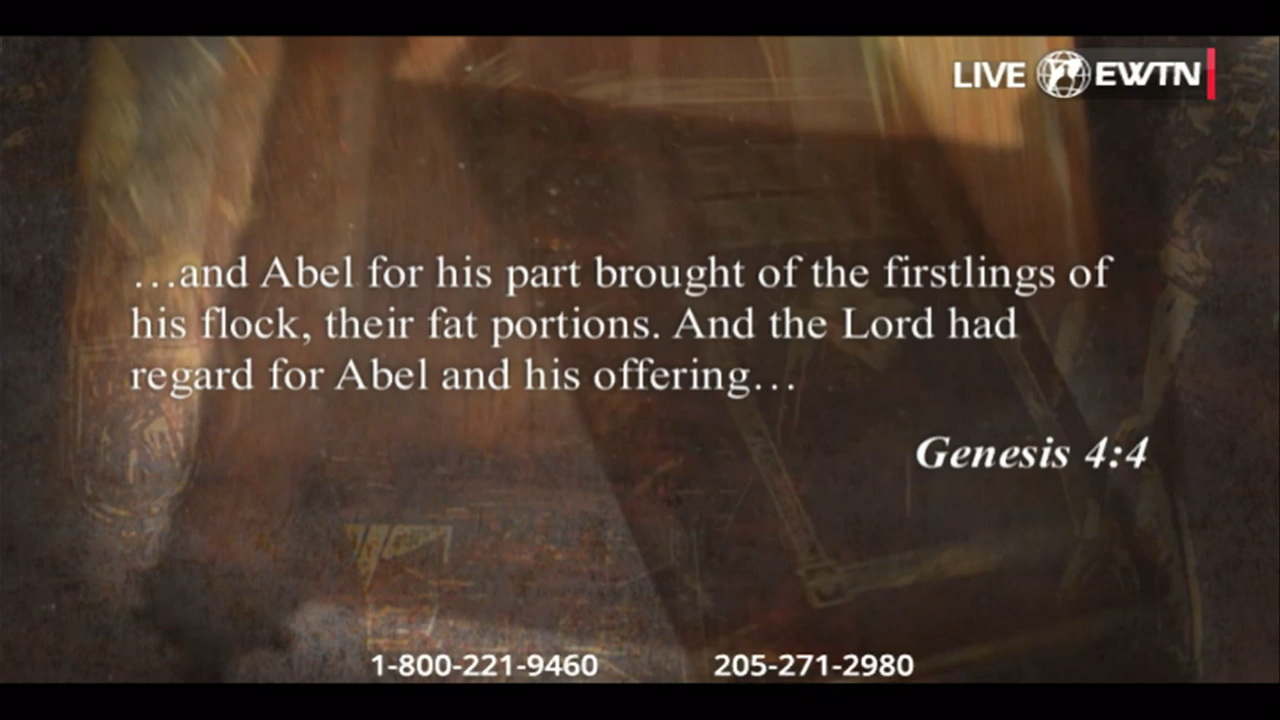 LIVE EWTN
…and Abel for his part brought of the firstlings of
his flock, their fat portions. And the Lord had
regard for Abel and his offering…
Genesis 4:4
1-800-221-9460 205-271-2980